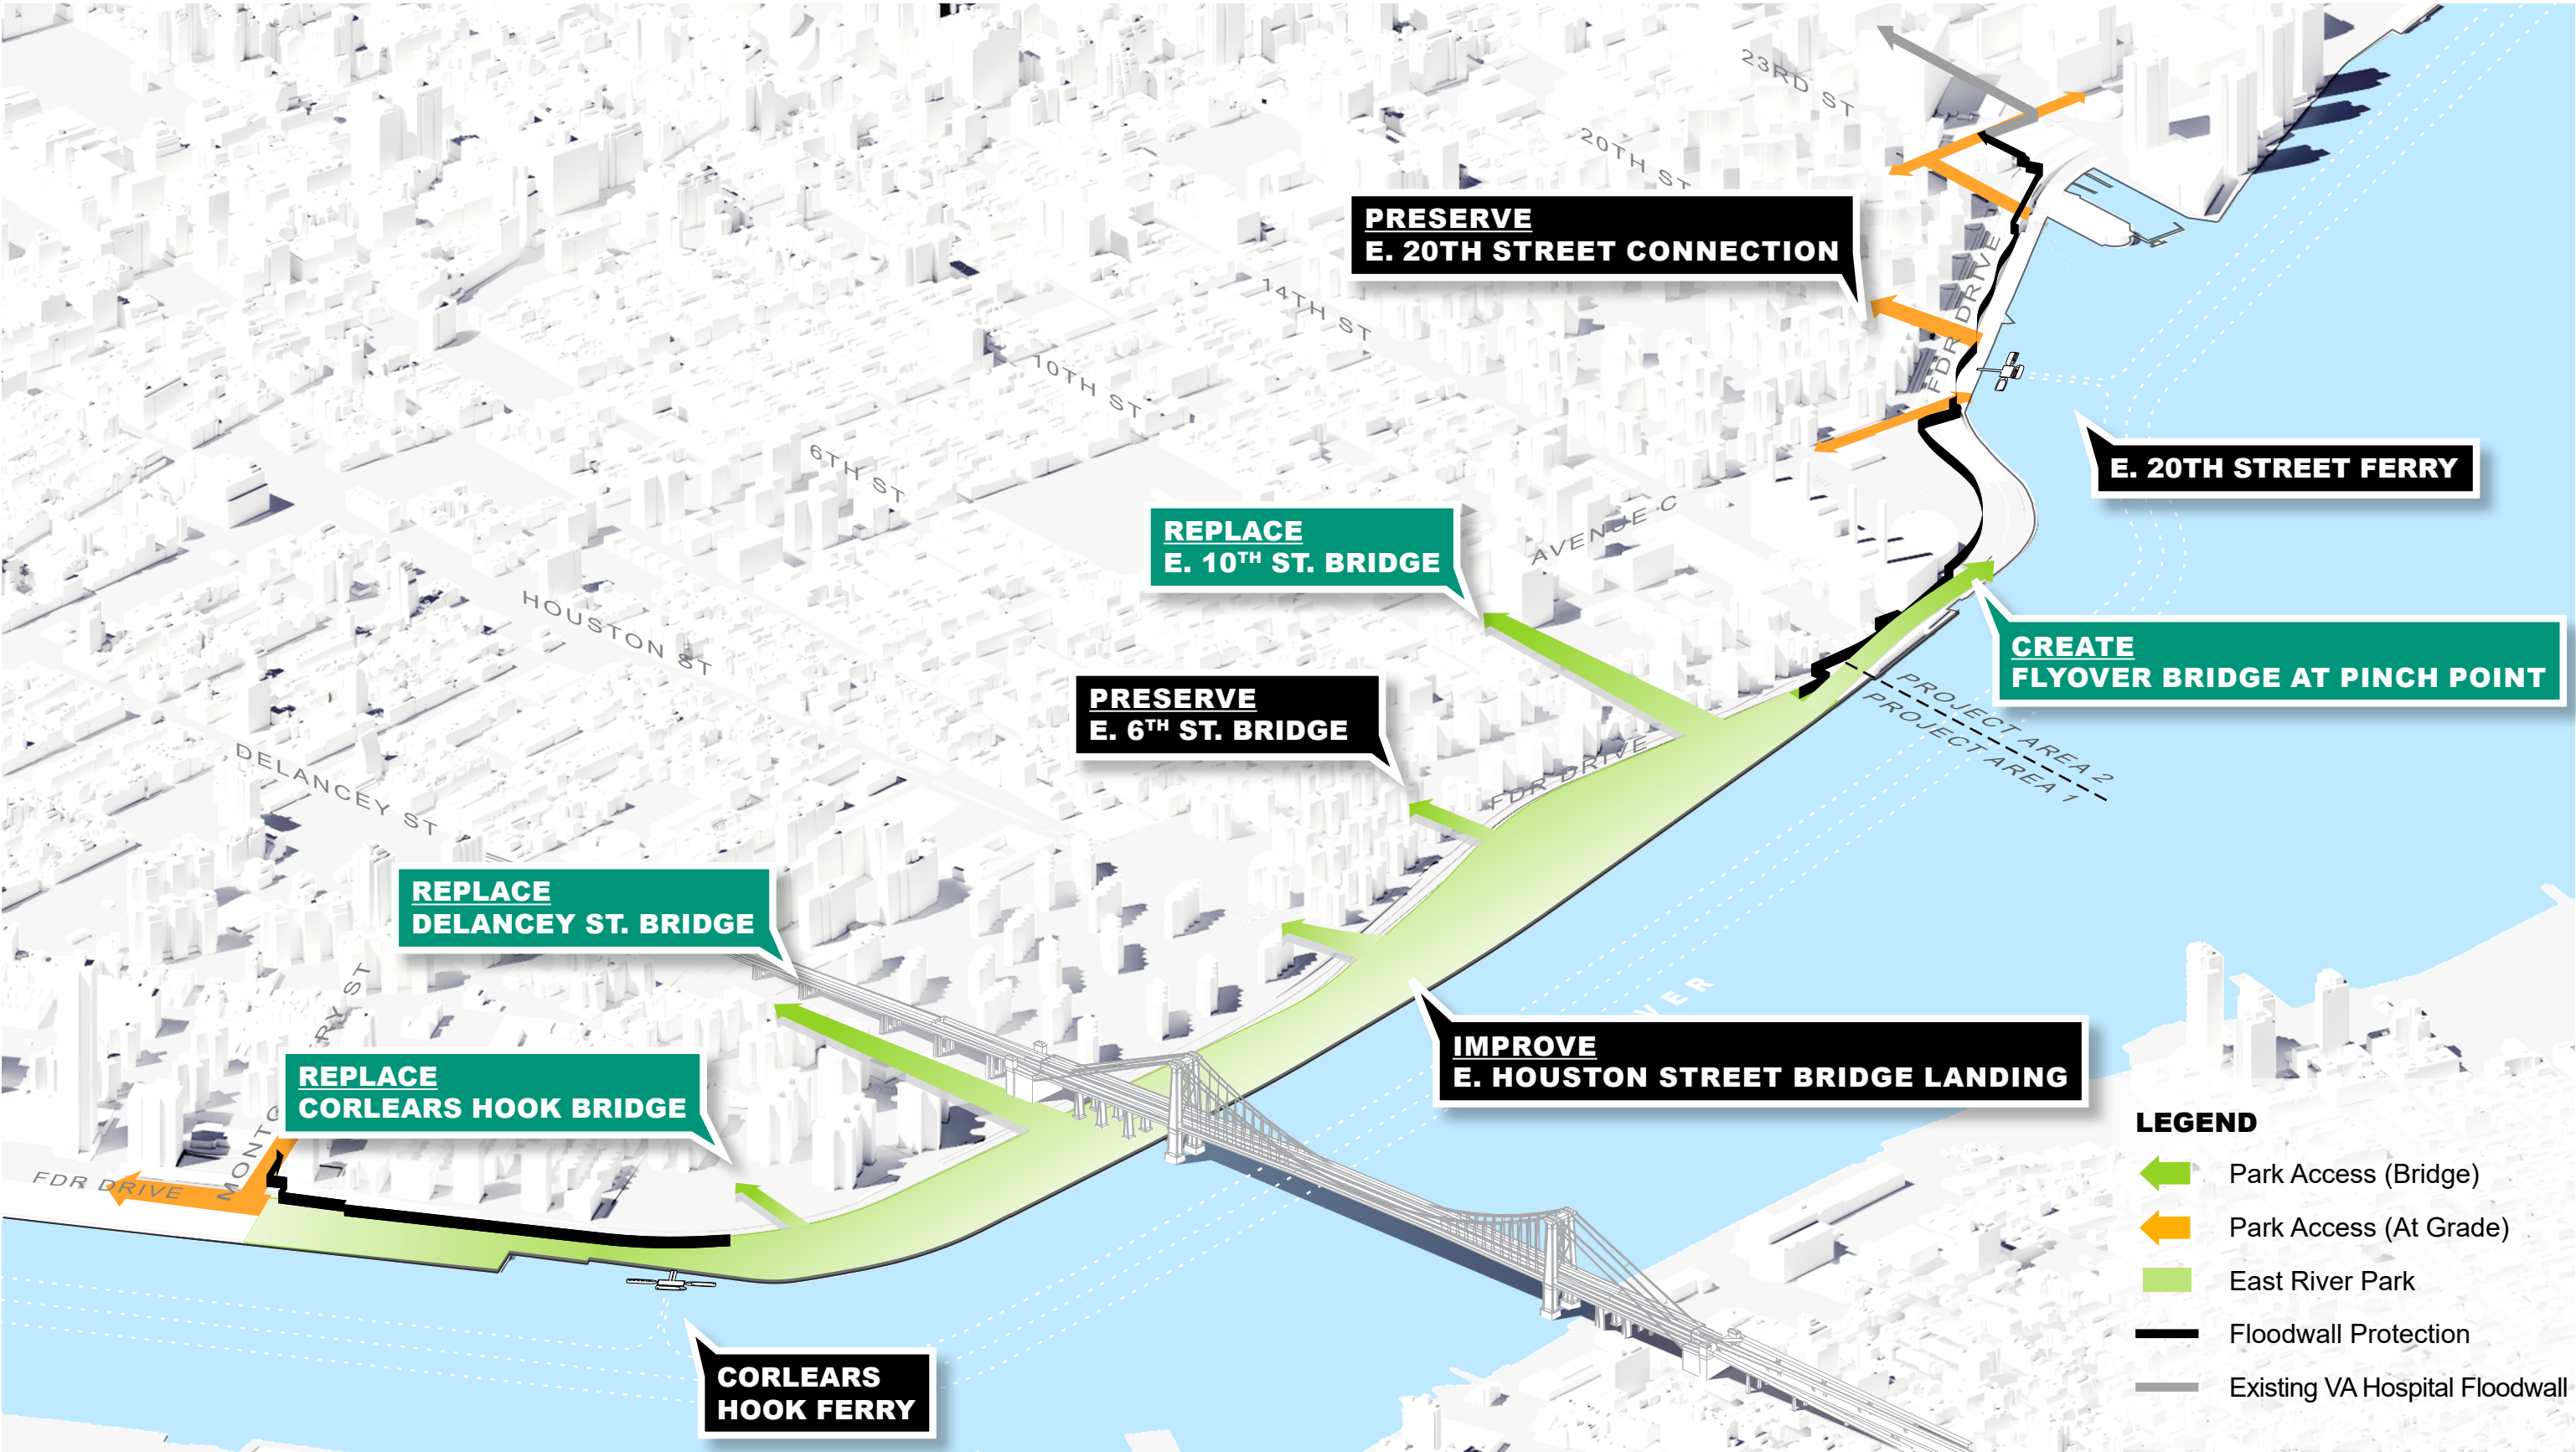 23RD ST
20TH ST
PRESERVE
E. 20TH STREET CONNECTION
14TH ST
FDR DRIVE
10TH ST
6TH ST
E. 20TH STREET FERRY
AVENUE C
REPLACE
E. 10TH ST. BRIDGE
HOUSTON ST
CREATE
FLYOVER BRIDGE AT PINCH POINT
PROJECT AREA 2
PROJECT AREA 1
PRESERVE
E. 6TH ST. BRIDGE
FDR DRIVE
DELANCEY ST
REPLACE
DELANCEY ST. BRIDGE
IMPROVE
E. HOUSTON STREET BRIDGE LANDING
REPLACE
CORLEARS HOOK BRIDGE
FDR DRIVE
CORLEARS
HOOK FERRY
LEGEND
Park Access (Bridge)
Park Access (At Grade)
East River Park
Floodwall Protection
Existing VA Hospital Floodwall